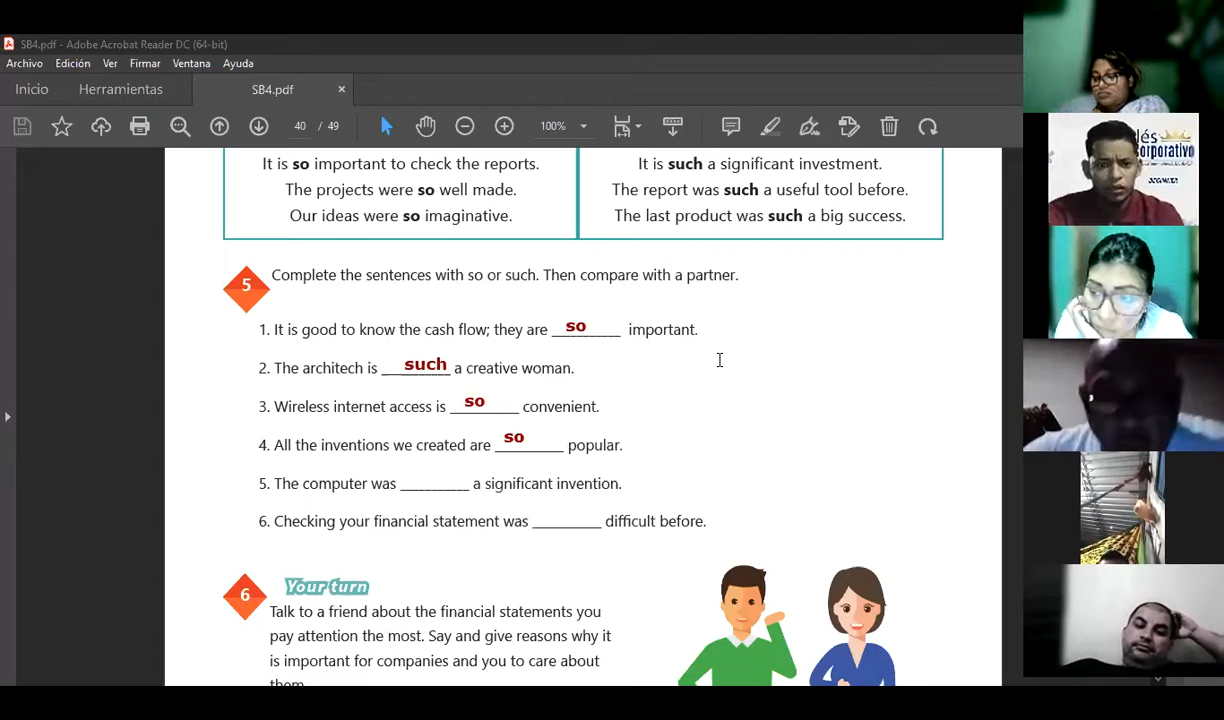 SB4.pdf - Adobe Acrobat Reader DC (64-bit)
Archivo Edición Ver Firmar Ventana Ayuda
Inicio Herramientas SB4.pdf ×
40 / 49 100%
It is so important to check the reports.
The projects were so well made.
Our ideas were so imaginative.
It is such a significant investment.
The report was such a useful tool before.
The last product was such a big success.
5 Complete the sentences with so or such. Then compare with a partner.
1. It is good to know the cash flow; they are so important.
2. The architech is such a creative woman.
3. Wireless internet access is so convenient.
4. All the inventions we created are so popular.
5. The computer was __________ a significant invention.
6. Checking your financial statement was __________ difficult before.
6 Your turn
Talk to a friend about the financial statements you
pay attention the most. Say and give reasons why it
is important for companies and you to care about
them.
lés
corporativo